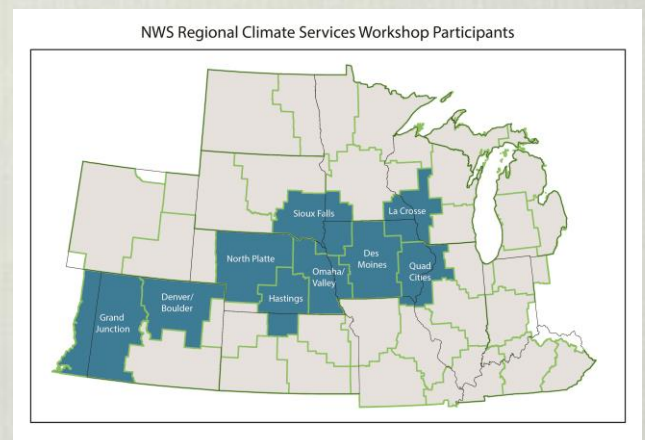 NWS Regional Climate Services Workshop Participants
Sioux Falls
La Crosse
North Platte
Omaha/
Valley
Des
Moines
Quad
Cities
Hastings
Denver/
Boulder
Grand
Junction